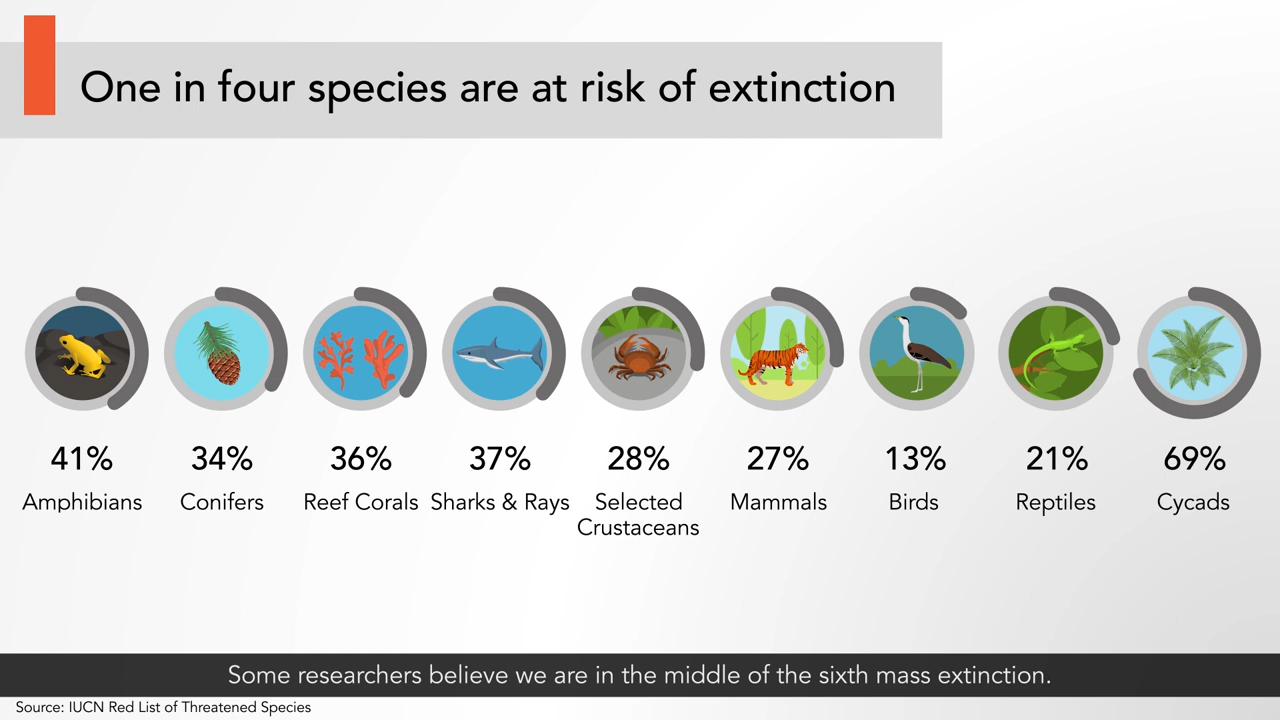 One in four species are at risk of extinction
41%
Amphibians
34%
Conifers
36%
Reef Corals
37%
Sharks & Rays
28%
Selected
Crustaceans
27%
Mammals
13%
Birds
21%
Reptiles
69%
Cycads
Some researchers believe we are in the middle of the sixth mass extinction.
Source: IUCN Red List of Threatened Species